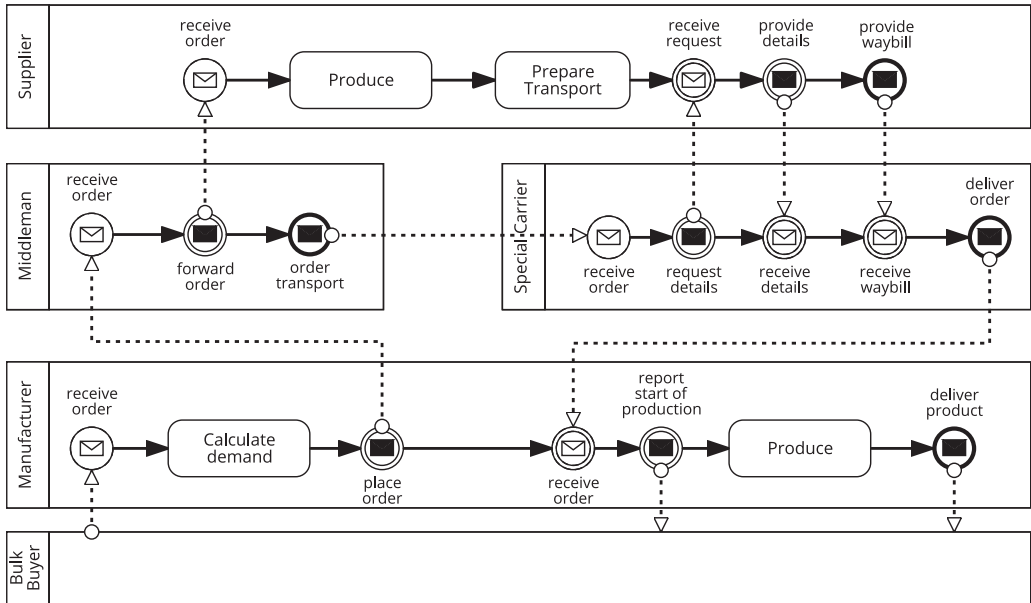 Supplier
receive
order
Produce
Prepare
Transport
receive
request
provide
details
provide
waybill
Middleman
receive
order
forward
order
order
transport
Special Carrier
receive
order
request
details
receive
details
receive
waybill
deliver
order
Manufacturer
receive
order
Calculate
demand
place
order
receive
order
report
start of
production
Produce
deliver
product
Bulk
Buyer